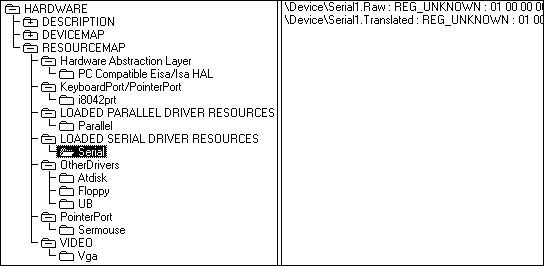 HARDWARE
DESCRIPTION
DEVICEMAP
RESOURCEMAP
Hardware Abstraction Layer
PC Compatible Eisa/Isa HAL
KeyboardPort/PointerPort
i8042prt
LOADED PARALLEL DRIVER RESOURCES
Parallel
LOADED SERIAL DRIVER RESOURCES
Serial
OtherDrivers
Atdisk
Floppy
UB
PointerPort
Sermouse
VIDEO
Vga
\Device\Serial1.Raw : REG_UNKNOWN : 01 00 00 00
\Device\Serial1.Translated : REG_UNKNOWN : 01 00